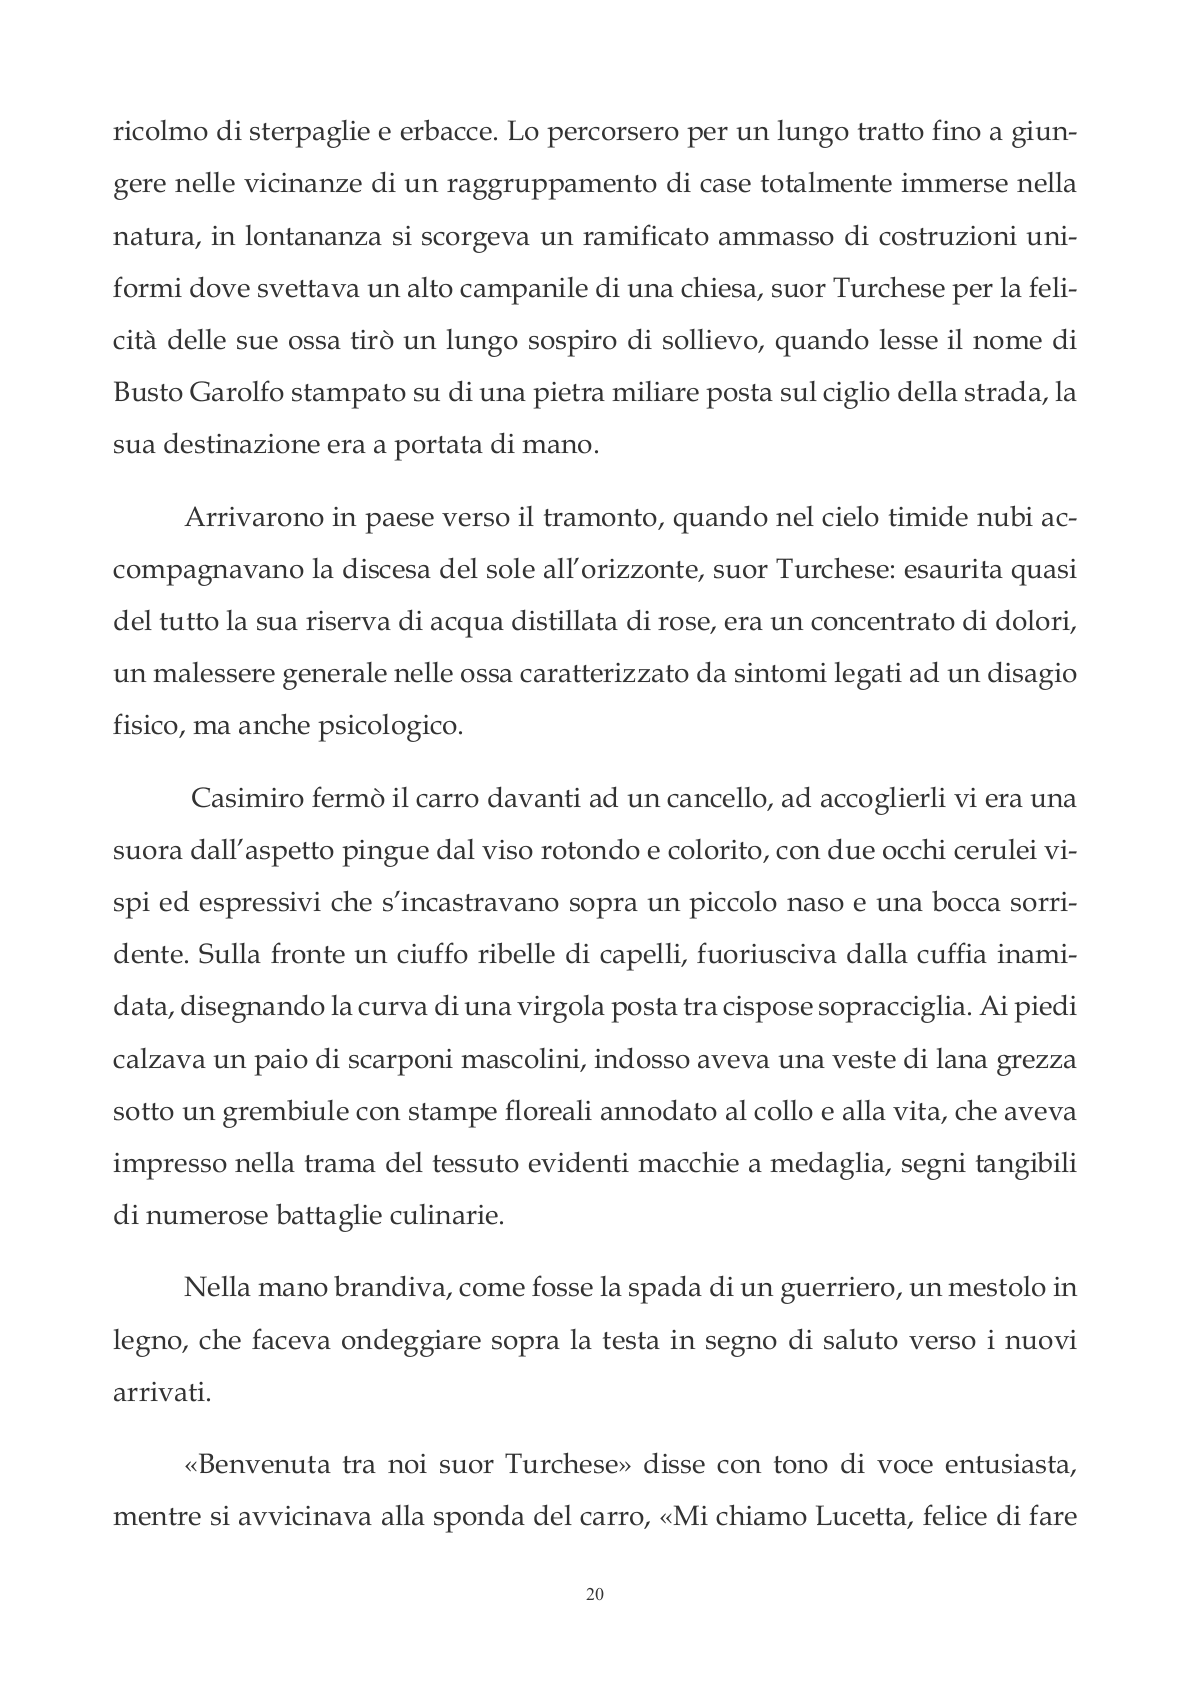 ricolmo di sterpaglie e erbacce. Lo percorsero per un lungo tratto fino a giun-
gere nelle vicinanze di un raggruppamento di case totalmente immerse nella
natura, in lontananza si scorgeva un ramificato ammasso di costruzioni uni-
formi dove svettava un alto campanile di una chiesa, suor Turchese per la feli-
cità delle sue ossa tirò un lungo sospiro di sollievo, quando lesse il nome di
Busto Garolfo stampato su di una pietra miliare posta sul ciglio della strada, la
sua destinazione era a portata di mano.
Arrivarono in paese verso il tramonto, quando nel cielo timide nubi ac-
compagnavano la discesa del sole all’orizzonte, suor Turchese: esaurita quasi
del tutto la sua riserva di acqua distillata di rose, era un concentrato di dolori,
un malessere generale nelle ossa caratterizzato da sintomi legati ad un disagio
fisico, ma anche psicologico.
Casimiro fermò il carro davanti ad un cancello, ad accoglierli vi era una
suora dall’aspetto pingue dal viso rotondo e colorito, con due occhi cerulei vi-
spi ed espressivi che s’incastravano sopra un piccolo naso e una bocca sorri-
dente. Sulla fronte un ciuffo ribelle di capelli, fuoriusciva dalla cuffia inami-
data, disegnando la curva di una virgola posta tra cispose sopracciglia. Ai piedi
calzava un paio di scarponi mascolini, indosso aveva una veste di lana grezza
sotto un grembiule con stampe floreali annodato al collo e alla vita, che aveva
impresso nella trama del tessuto evidenti macchie a medaglia, segni tangibili
di numerose battaglie culinarie.
Nella mano brandiva, come fosse la spada di un guerriero, un mestolo in
legno, che faceva ondeggiare sopra la testa in segno di saluto verso i nuovi
arrivati.
«Benvenuta tra noi suor Turchese» disse con tono di voce entusiasta,
mentre si avvicinava alla sponda del carro, «Mi chiamo Lucetta, felice di fare
20